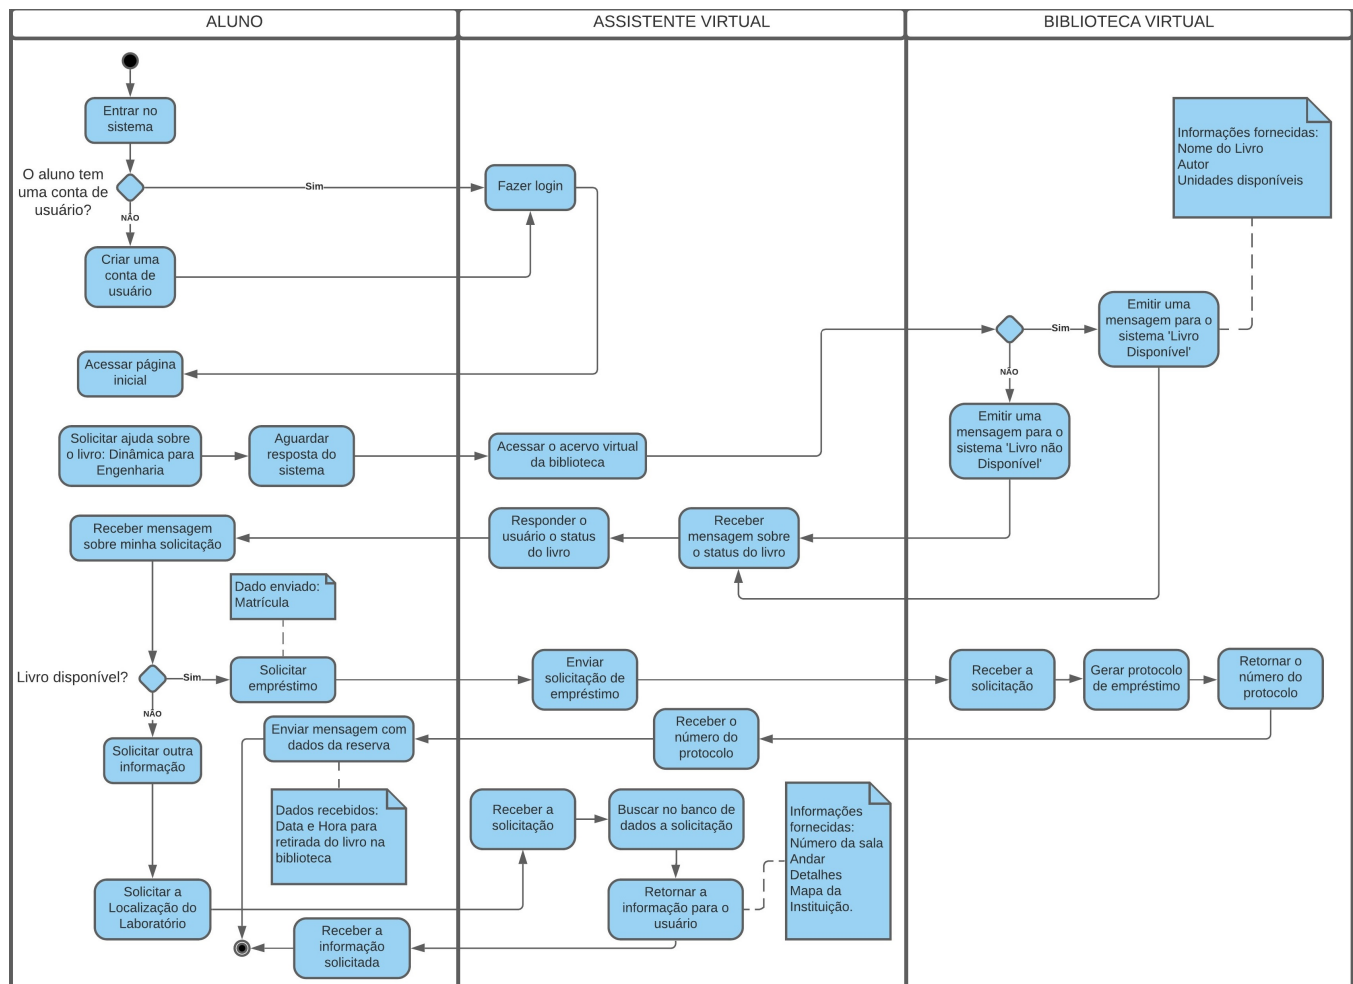 ALUNO
ASSISTENTE VIRTUAL
BIBLIOTECA VIRTUAL
Entrar no
sistema
O aluno tem
uma conta de
usuário?
Sim
NÃO
Fazer login
Criar uma
conta de
usuário
Informações fornecidas:
Nome do Livro
Autor
Unidades disponíveis
Acessar página
inicial
Sim
Emitir uma
mensagem para o
sistema 'Livro
Disponível'
NÃO
Emitir uma
mensagem para o
sistema 'Livro não
Disponível'
Solicitar ajuda sobre
o livro: Dinâmica para
Engenharia
Aguardar
resposta do
sistema
Acessar o acervo virtual
da biblioteca
Receber mensagem
sobre minha solicitação
Responder o
usuário o status
do livro
Receber
mensagem sobre
o status do livro
Dado enviado:
Matrícula
Livro disponível?
Sim
NÃO
Solicitar
empréstimo
Enviar
solicitação de
empréstimo
Receber a
solicitação
Gerar protocolo
de empréstimo
Retornar o
número do
protocolo
Solicitar outra
informação
Enviar mensagem com
dados da reserva
Receber o
número do
protocolo
Dados recebidos:
Data e Hora para
retirada do livro na
biblioteca
Receber a
solicitação
Buscar no banco de
dados a solicitação
Informações
fornecidas:
Número da sala
Andar
Detalhes
Mapa da
Instituição.
Solicitar a
Localização do
Laboratório
Retornar a
informação para o
usuário
Receber a
informação
solicitada